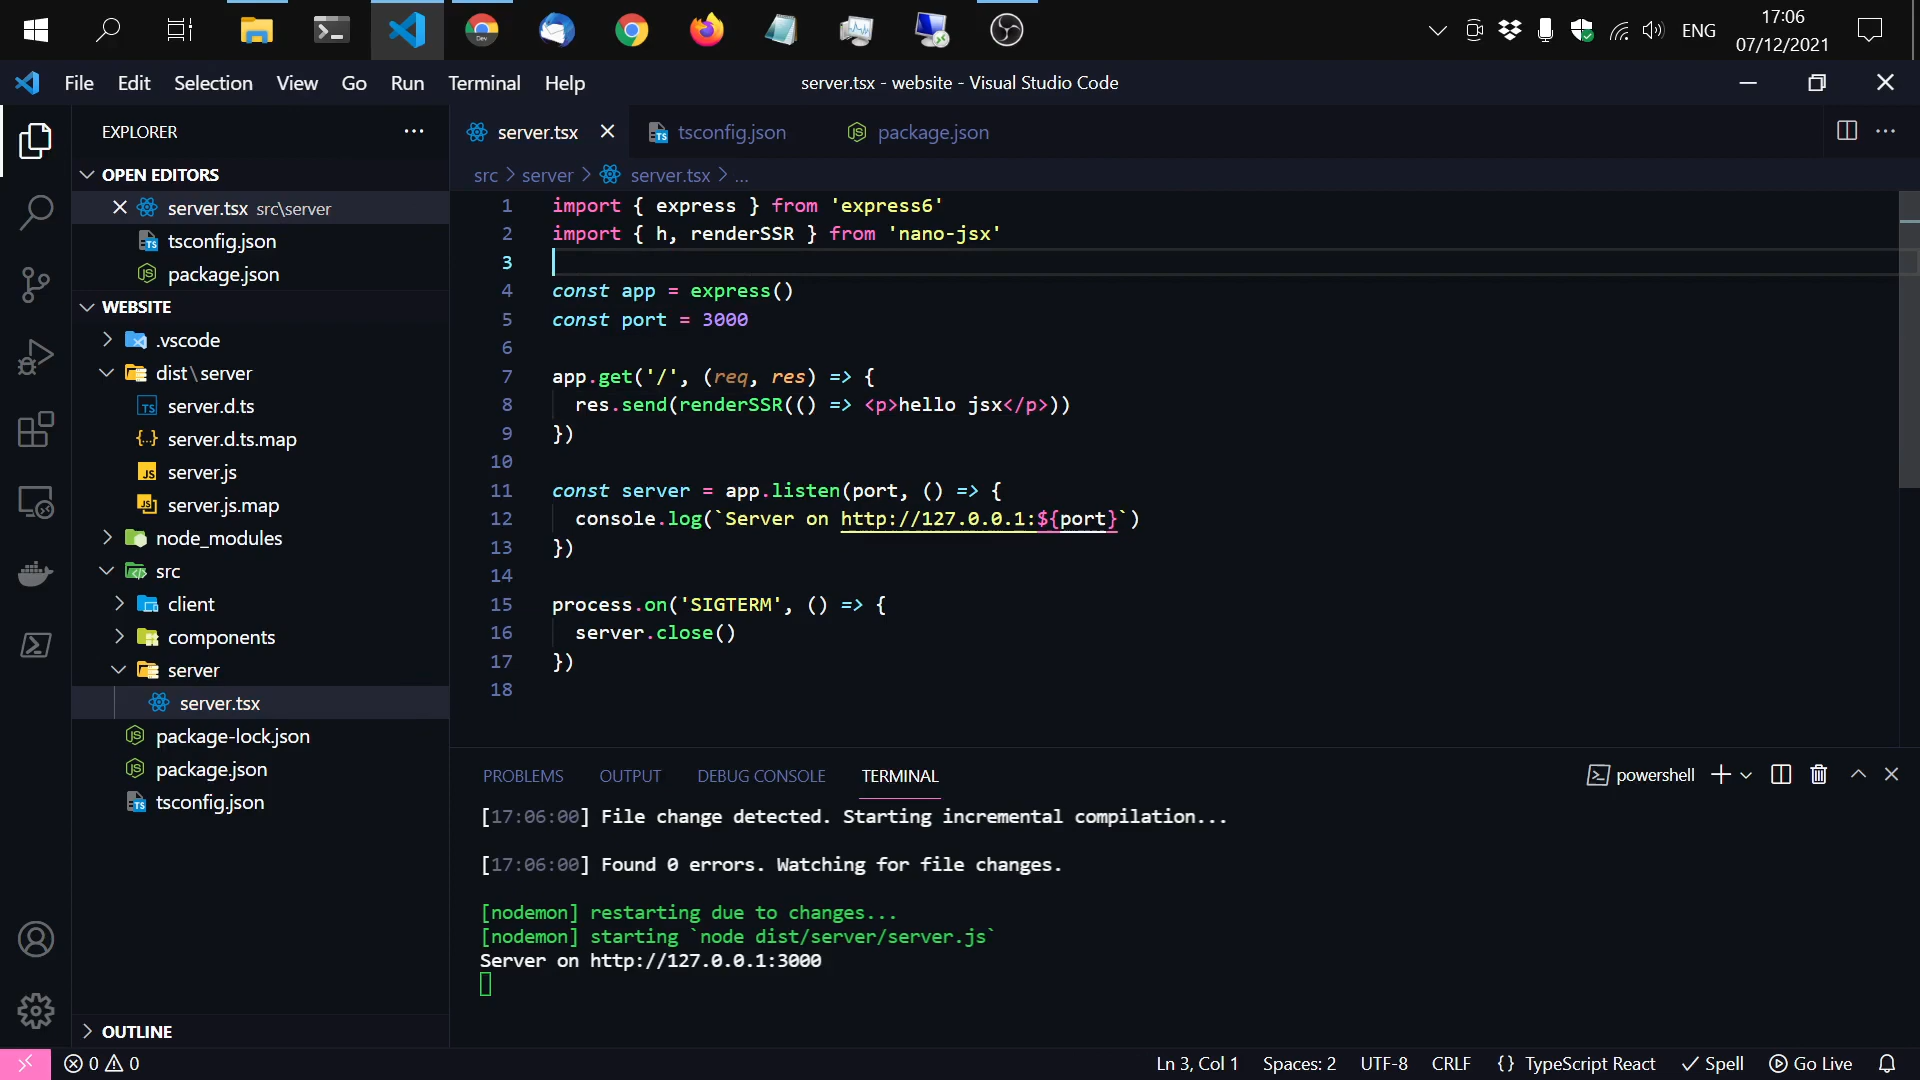 ENG
17:06
07/12/2021
File Edit Selection View Go Run Terminal Help
server.tsx - website - Visual Studio Code
EXPLORER
OPEN EDITORS
server.tsx src\server
tsconfig.json
package.json
WEBSITE
.vscode
dist\server
server.d.ts
server.d.ts.map
server.js
server.js.map
node_modules
src
client
components
server
server.tsx
package-lock.json
package.json
tsconfig.json
OUTLINE
server.tsx tsconfig.json package.json
src > server > server.tsx > ...
1 import { express } from 'express6'
2 import { h, renderSSR } from 'nano-jsx'
3
4 const app = express()
5 const port = 3000
6
7 app.get('/', (req, res) => {
8 res.send(renderSSR(() => <p>hello jsx</p>))
9 })
10
11 const server = app.listen(port, () => {
12 console.log(`Server on http://127.0.0.1:${port}`)
13 })
14
15 process.on('SIGTERM', () => {
16 server.close()
17 })
18
PROBLEMS OUTPUT DEBUG CONSOLE TERMINAL
powershell
[17:06:00] File change detected. Starting incremental compilation...
[17:06:00] Found 0 errors. Watching for file changes.
[nodemon] restarting due to changes...
[nodemon] starting `node dist/server/server.js`
Server on http://127.0.0.1:3000
0 0
Ln 3, Col 1 Spaces: 2 UTF-8 CRLF {} TypeScript React Spell Go Live